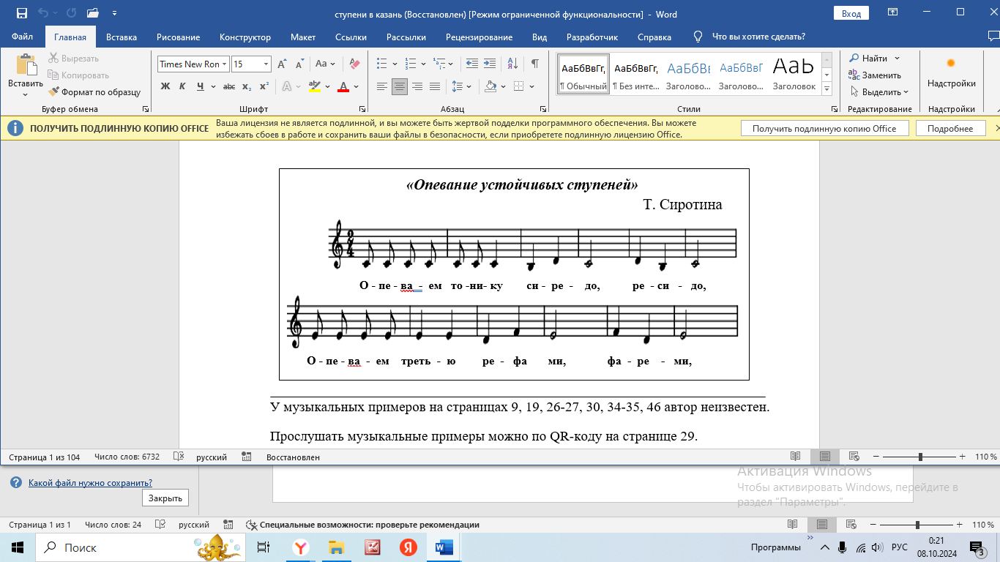 ступени в казань (Восстановлен) [Режим ограниченной функциональности] - Word
Вход
Файл Главная Вставка Рисование Конструктор Макет Ссылки Рассылки Рецензирование Вид Разработчик Справка Что вы хотите сделать?
Вставить
Вырезать
Копировать
Формат по образцу
Буфер обмена
Times New Ron 15
Ж К Ч abc x₂ x²
Шрифт
Абзац
АаБбВвГг, АаБбВвГг, АаБбВв АаБбВвГ АаЬ
¶ Обычный ¶ Без инте... Заголово... Заголово... Заголовок
Стили
Найти
Заменить
Выделить
Редактирование
Надстройки
Надстройки
ПОЛУЧИТЬ ПОДЛИННУЮ КОПИЮ OFFICE
Ваша лицензия не является подлинной, и вы можете быть жертвой подделки программного обеспечения. Вы можете
избежать сбоев в работе и сохранить ваши файлы в безопасности, если приобретете подлинную лицензию Office.
Получить подлинную копию Office
Подробнее
«Опевание устойчивых ступеней»
Т. Сиротина
2
4
О - пе - ва - ем то -ни- ку си - ре - до, ре - си - до,
О - пе - ва - ем треть - ю ре - фа ми, фа - ре - ми,
У музыкальных примеров на страницах 9, 19, 26-27, 30, 34-35, 46 автор неизвестен.
Прослушать музыкальные примеры можно по QR-коду на странице 29.
Страница 1 из 104 Число слов: 6732 русский Восстановлен 110 %
Какой файл нужно сохранить?
Закрыть
Активация Windows
Чтобы активировать Windows, перейдите в
раздел "Параметры".
Страница 1 из 1 Число слов: 24 русский Специальные возможности: проверьте рекомендации 110 %
Поиск
Я
Программы
РУС
0:21
08.10.2024
3